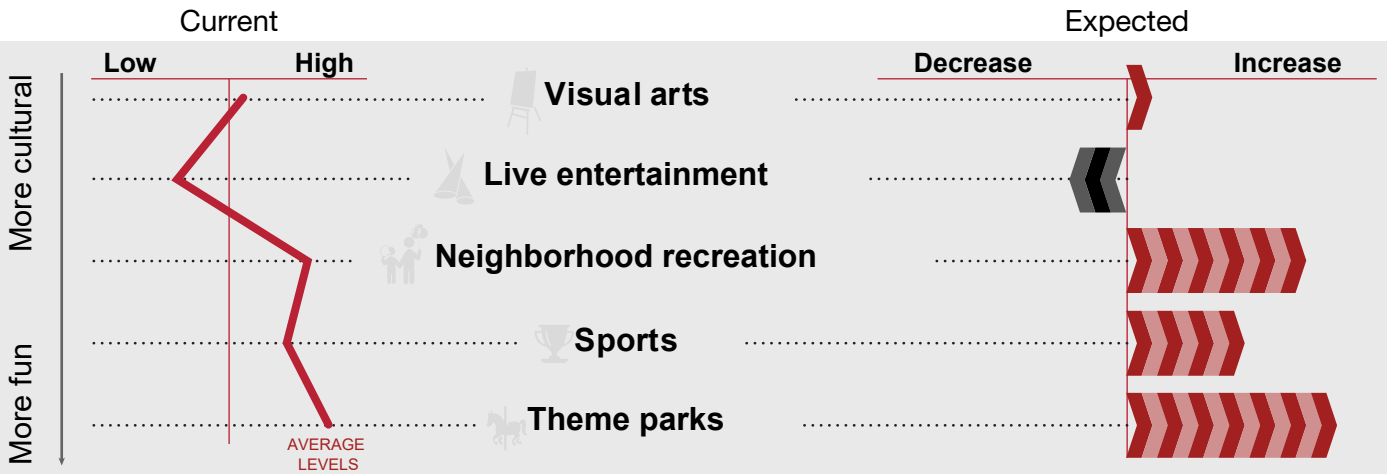 Current
Expected
Low
High
Decrease
Increase
More cultural
More fun
Visual arts
Live entertainment
Neighborhood recreation
Sports
Theme parks
AVERAGE
LEVELS